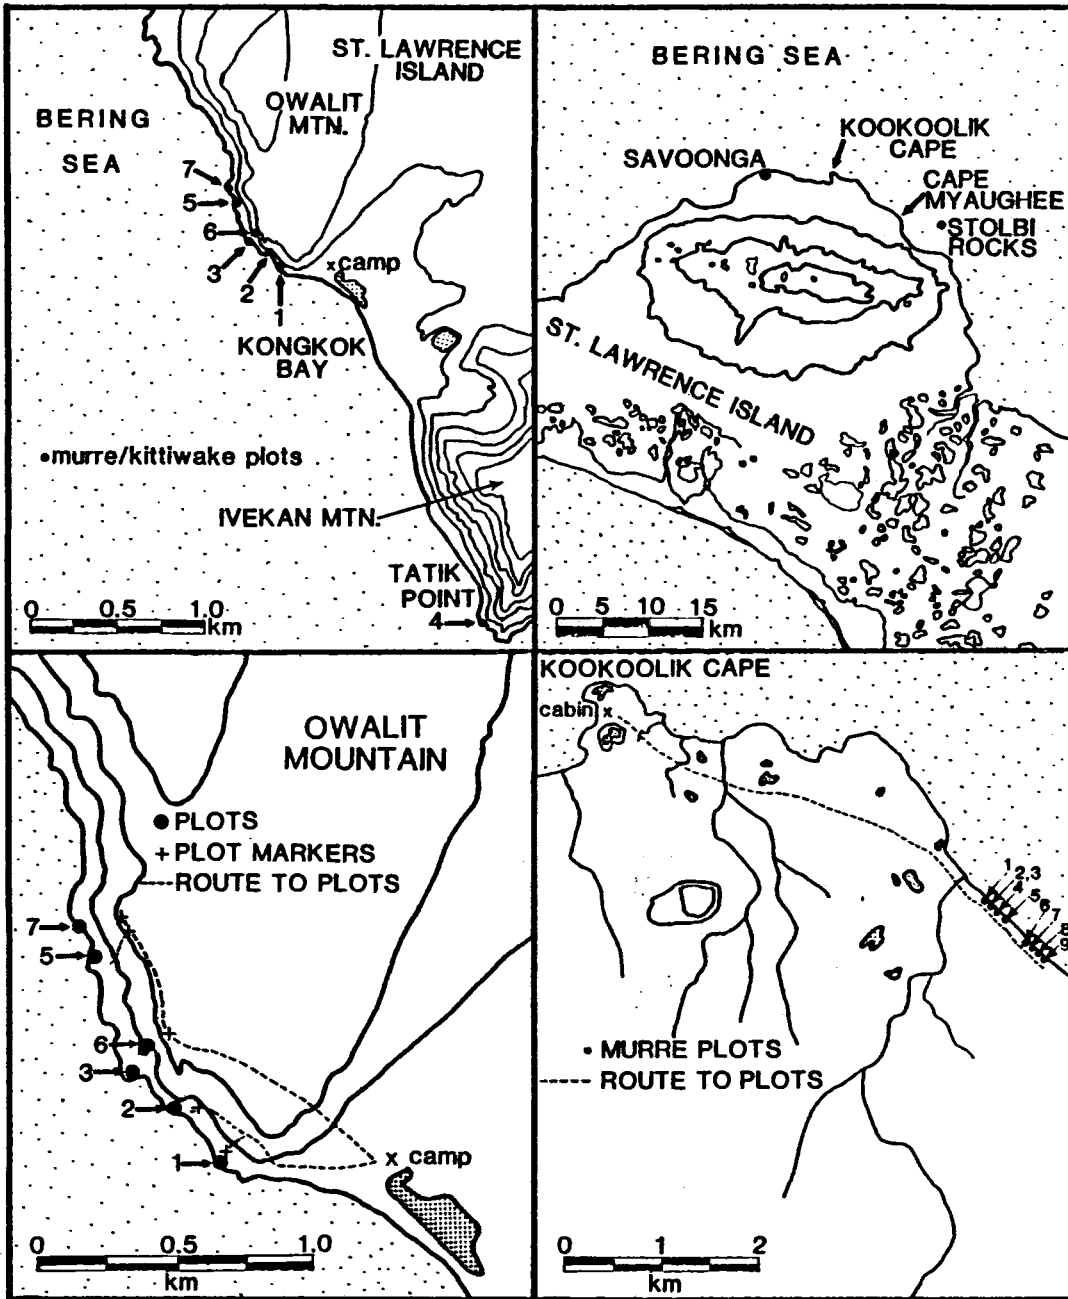 ST. LAWRENCE
ISLAND
OWALIT
MTN.
BERING
SEA
7
5
6
3
2
1
xcamp
KONGKOK
BAY
•murre/kittiwake plots
IVEKAN MTN.
TATIK
POINT
4
0 0.5 1.0
km
BERING SEA
KOOKOOLIK
CAPE
SAVOONGA
CAPE
MYAUGHEE
•STOLBI
ROCKS
ST. LAWRENCE ISLAND
0 5 10 15
km
OWALIT
MOUNTAIN
● PLOTS
+ PLOT MARKERS
----- ROUTE TO PLOTS
7
5
6
3
2
1
x camp
0 0.5 1.0
km
KOOKOOLIK CAPE
cabin x
1
2,3
4
5
6
7
8
9
• MURRE PLOTS
----- ROUTE TO PLOTS
0 1 2
km